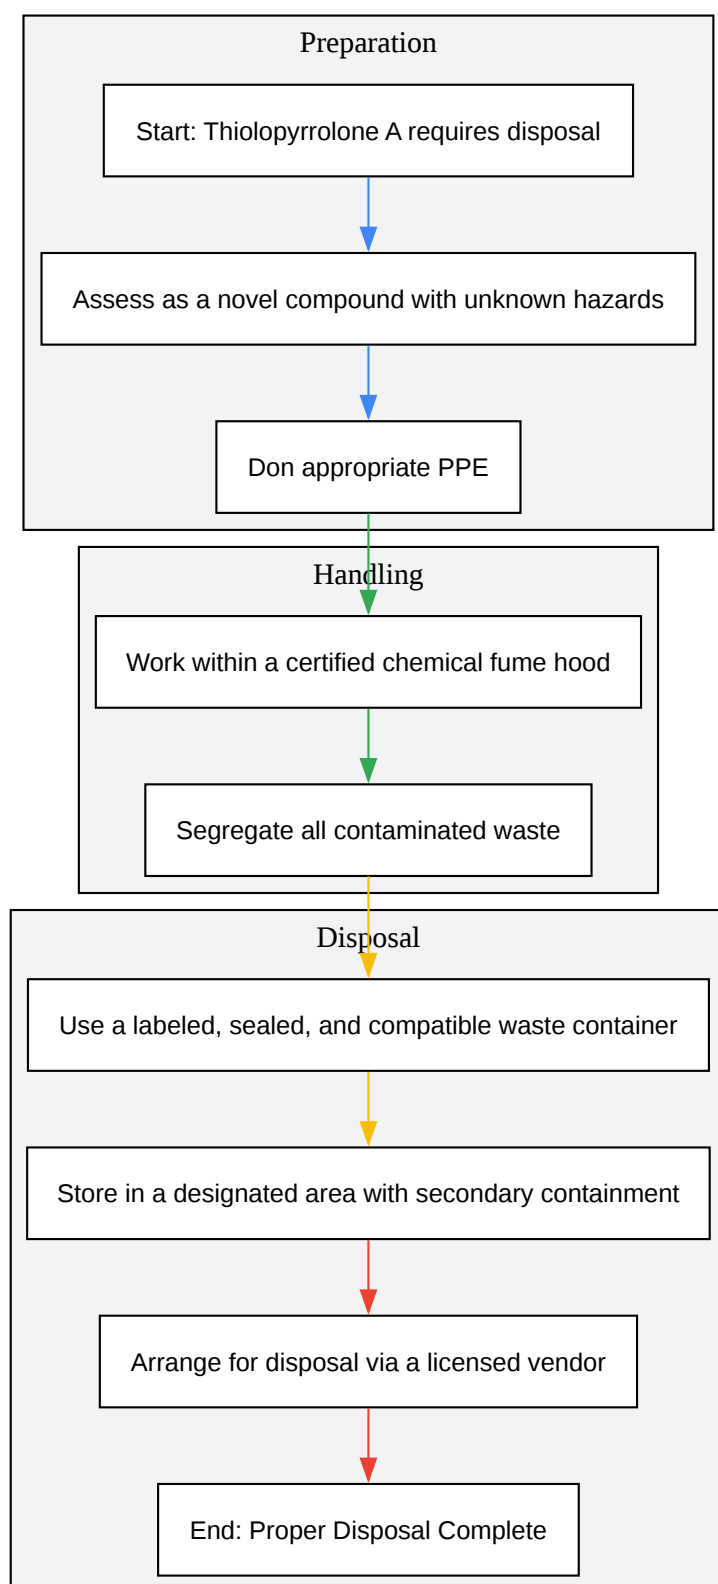 Preparation
Start: Thiolopyrrolone A requires disposal
Assess as a novel compound with unknown hazards
Don appropriate PPE
Handling
Work within a certified chemical fume hood
Segregate all contaminated waste
Disposal
Use a labeled, sealed, and compatible waste container
Store in a designated area with secondary containment
Arrange for disposal via a licensed vendor
End: Proper Disposal Complete